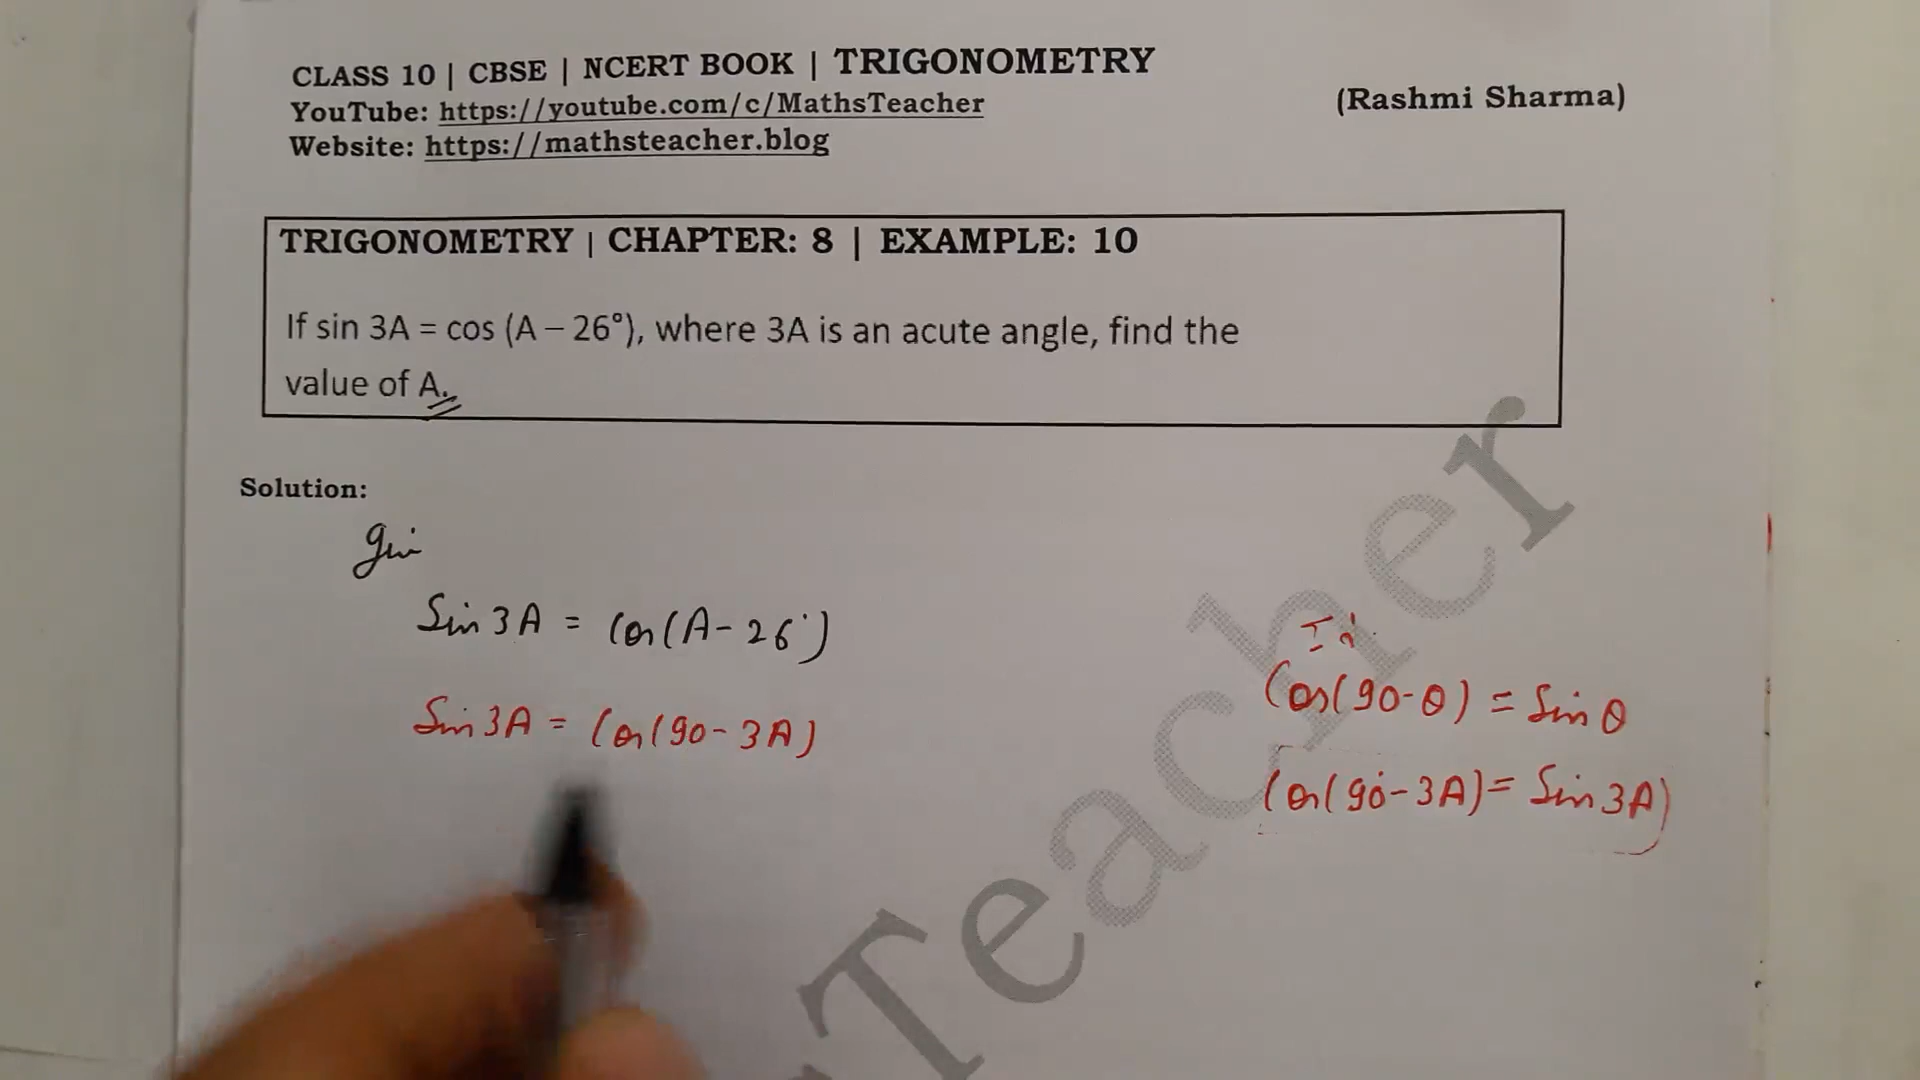 CLASS 10 | CBSE | NCERT BOOK | TRIGONOMETRY
YouTube: https://youtube.com/c/MathsTeacher
(Rashmi Sharma)
Website: https://mathsteacher.blog
TRIGONOMETRY | CHAPTER: 8 | EXAMPLE: 10
If sin 3A = cos (A – 26°), where 3A is an acute angle, find the
value of A.
Solution:
Sin 3A = Cos(A - 26°)
Sin 3A = Cos(90 - 3A)
Cos(90 - θ) = Sin θ
Cos(90° - 3A) = Sin 3A)
Teacher